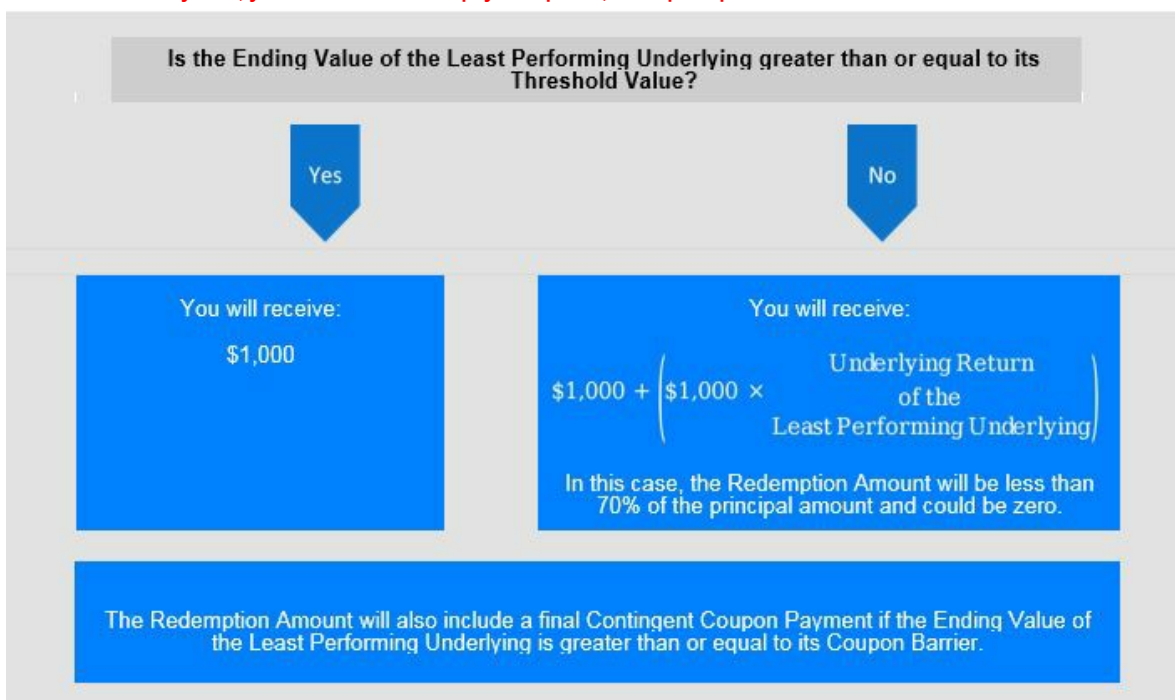 Is the Ending Value of the Least Performing Underlying greater than or equal to its
Threshold Value?
Yes
No
You will receive:
$1,000
You will receive:
$1,000 + ($1,000 × Underlying Return
of the
Least Performing Underlying)
In this case, the Redemption Amount will be less than
70% of the principal amount and could be zero.
The Redemption Amount will also include a final Contingent Coupon Payment if the Ending Value of
the Least Performing Underlying is greater than or equal to its Coupon Barrier.